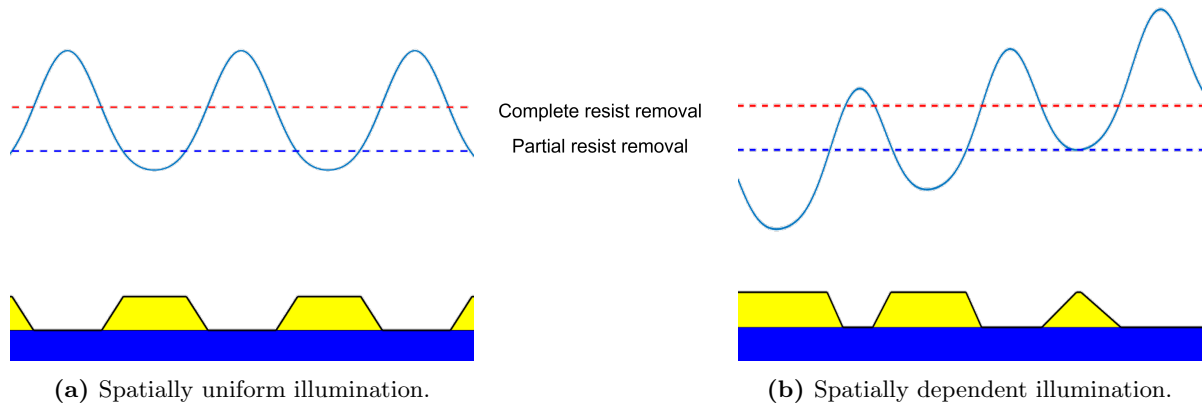 Complete resist removal
Partial resist removal
(a) Spatially uniform illumination.
(b) Spatially dependent illumination.